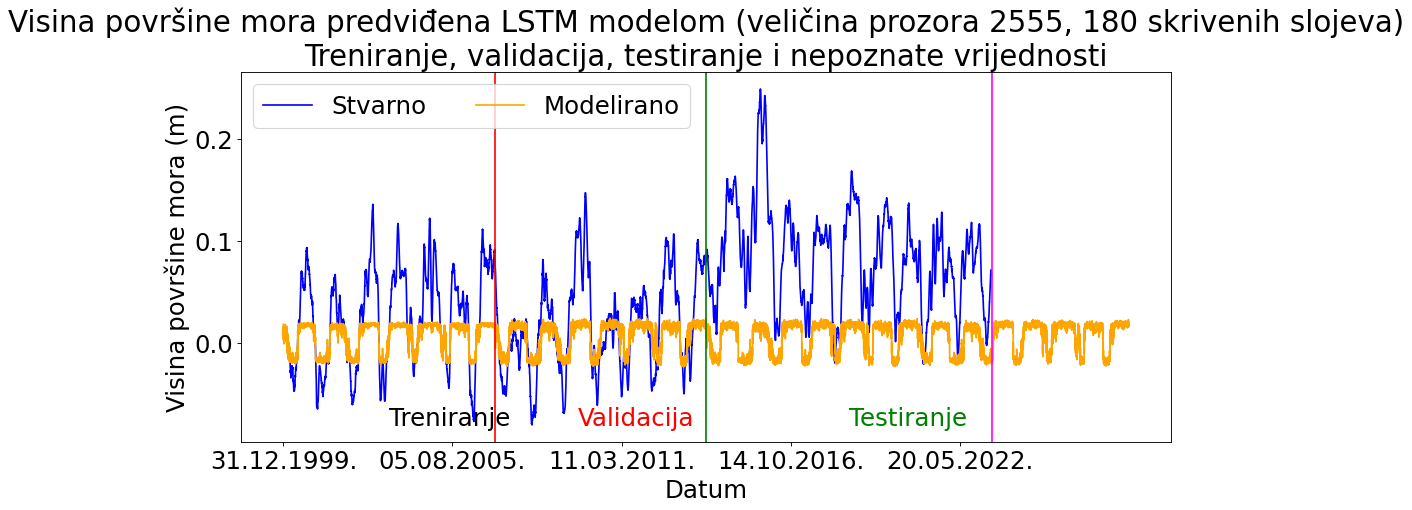 Visina površine mora predviđena LSTM modelom (veličina prozora 2555, 180 skrivenih slojeva)
Treniranje, validacija, testiranje i nepoznate vrijednosti
Stvarno
Modelirano
Visina površine mora (m)
0.2
0.1
0.0
Treniranje
Validacija
Testiranje
31.12.1999.
05.08.2005.
11.03.2011.
14.10.2016.
20.05.2022.
Datum